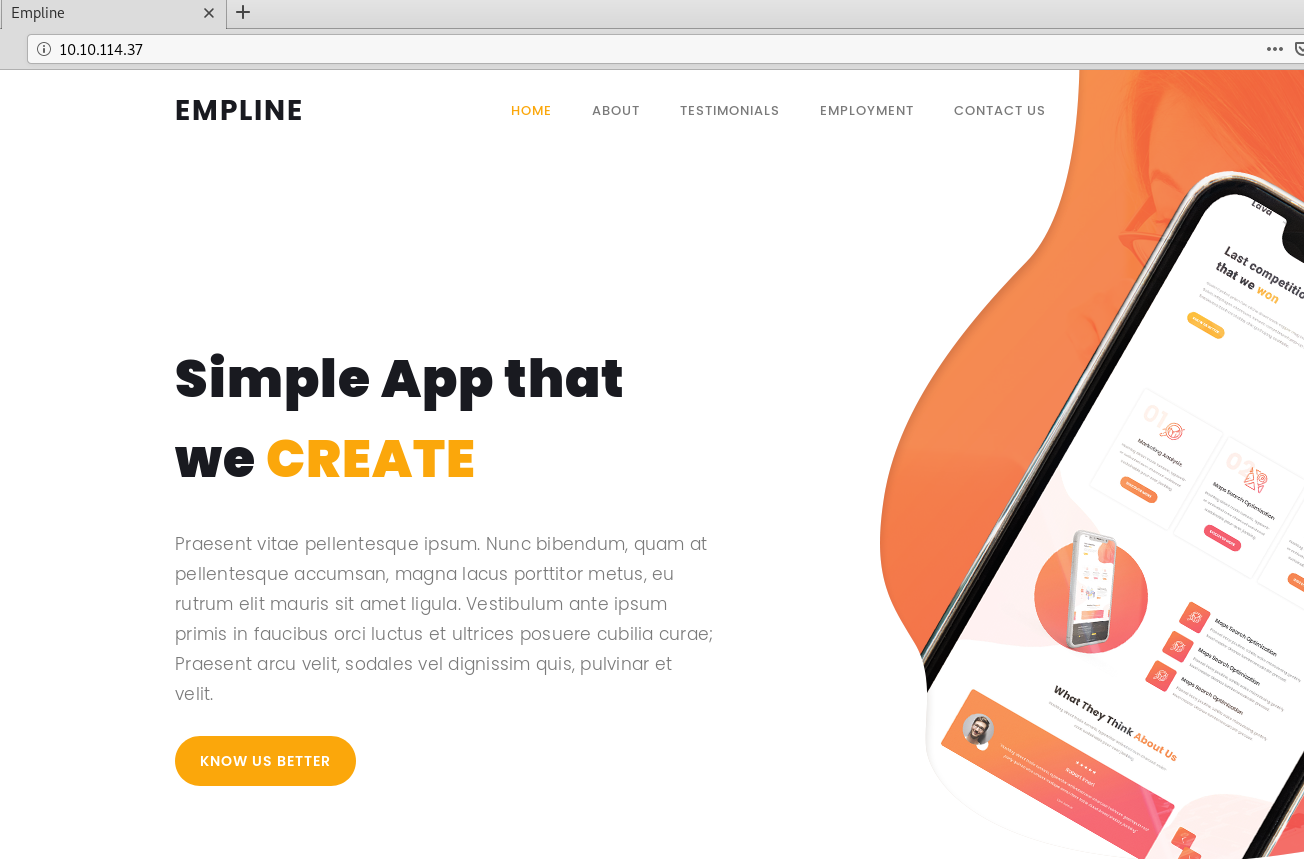 Empline
10.10.114.37
EMPLINE
HOME
ABOUT
TESTIMONIALS
EMPLOYMENT
CONTACT US
Simple App that
we CREATE
Praesent vitae pellentesque ipsum. Nunc bibendum, quam at
pellentesque accumsan, magna lacus porttitor metus, eu
rutrum elit mauris sit amet ligula. Vestibulum ante ipsum
primis in faucibus orci luctus et ultrices posuere cubilia curae;
Praesent arcu velit, sodales vel dignissim quis, pulvinar et
velit.
KNOW US BETTER
Lava
Last competitio
that we won
01
Marketing Analysis
02
Maps Search Optimization
Maps Search Optimization
Maps Search Optimization
Maps Search Optimization
What They Think About Us